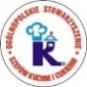 OGÓLNOPOLSKIE STOWARZYSZENIE
SZEFÓW KUCHNI I CUKIERNI
K